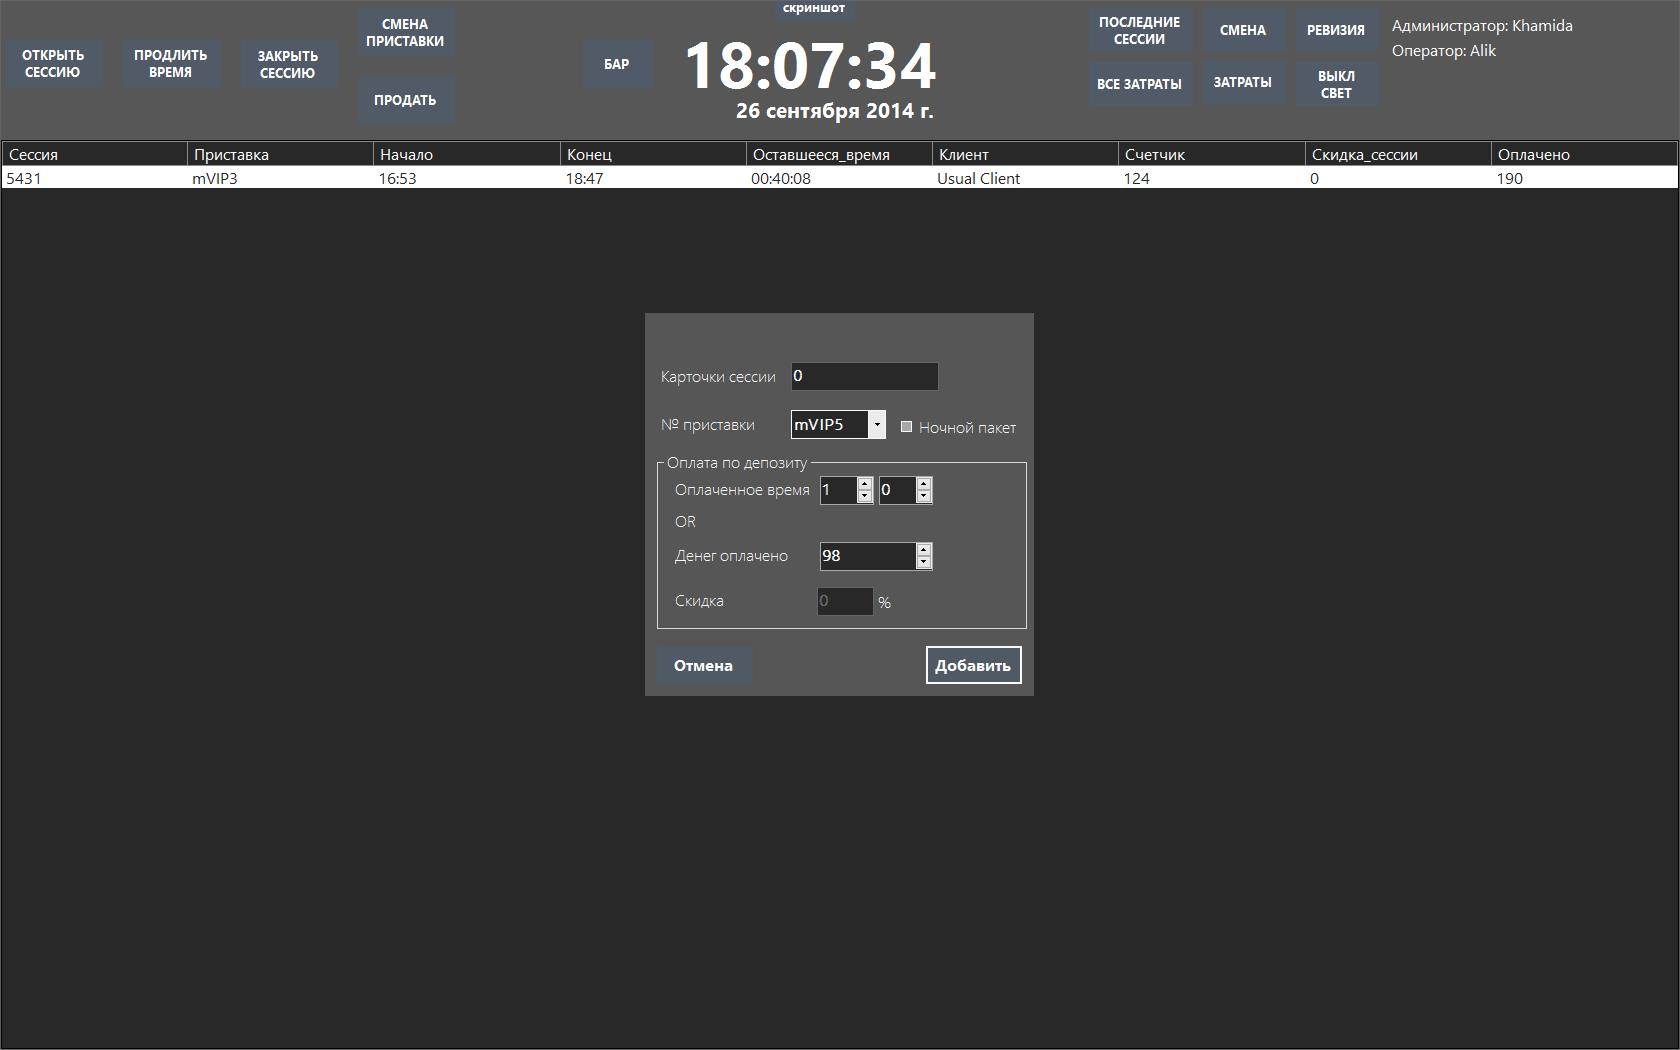 скриншот
ОТКРЫТЬ
СЕССИЮ
ПРОДЛИТЬ
ВРЕМЯ
ЗАКРЫТЬ
СЕССИЮ
СМЕНА
ПРИСТАВКИ
ПРОДАТЬ
БАР
18:07:34
26 сентября 2014 г.
ПОСЛЕДНИЕ
СЕССИИ
СМЕНА
РЕВИЗИЯ
ВСЕ ЗАТРАТЫ
ЗАТРАТЫ
ВЫКЛ
СВЕТ
Администратор: Khamida
Оператор: Alik
Сессия Приставка Начало Конец Оставшееся_время Клиент Счетчик Скидка_сессии Оплачено
5431 mVIP3 16:53 18:47 00:40:08 Usual Client 124 0 190
Карточки сессии 0
№ приставки mVIP5 Ночной пакет
Оплата по депозиту
Оплаченное время 1 0
OR
Денег оплачено 98
Скидка 0 %
Отмена Добавить